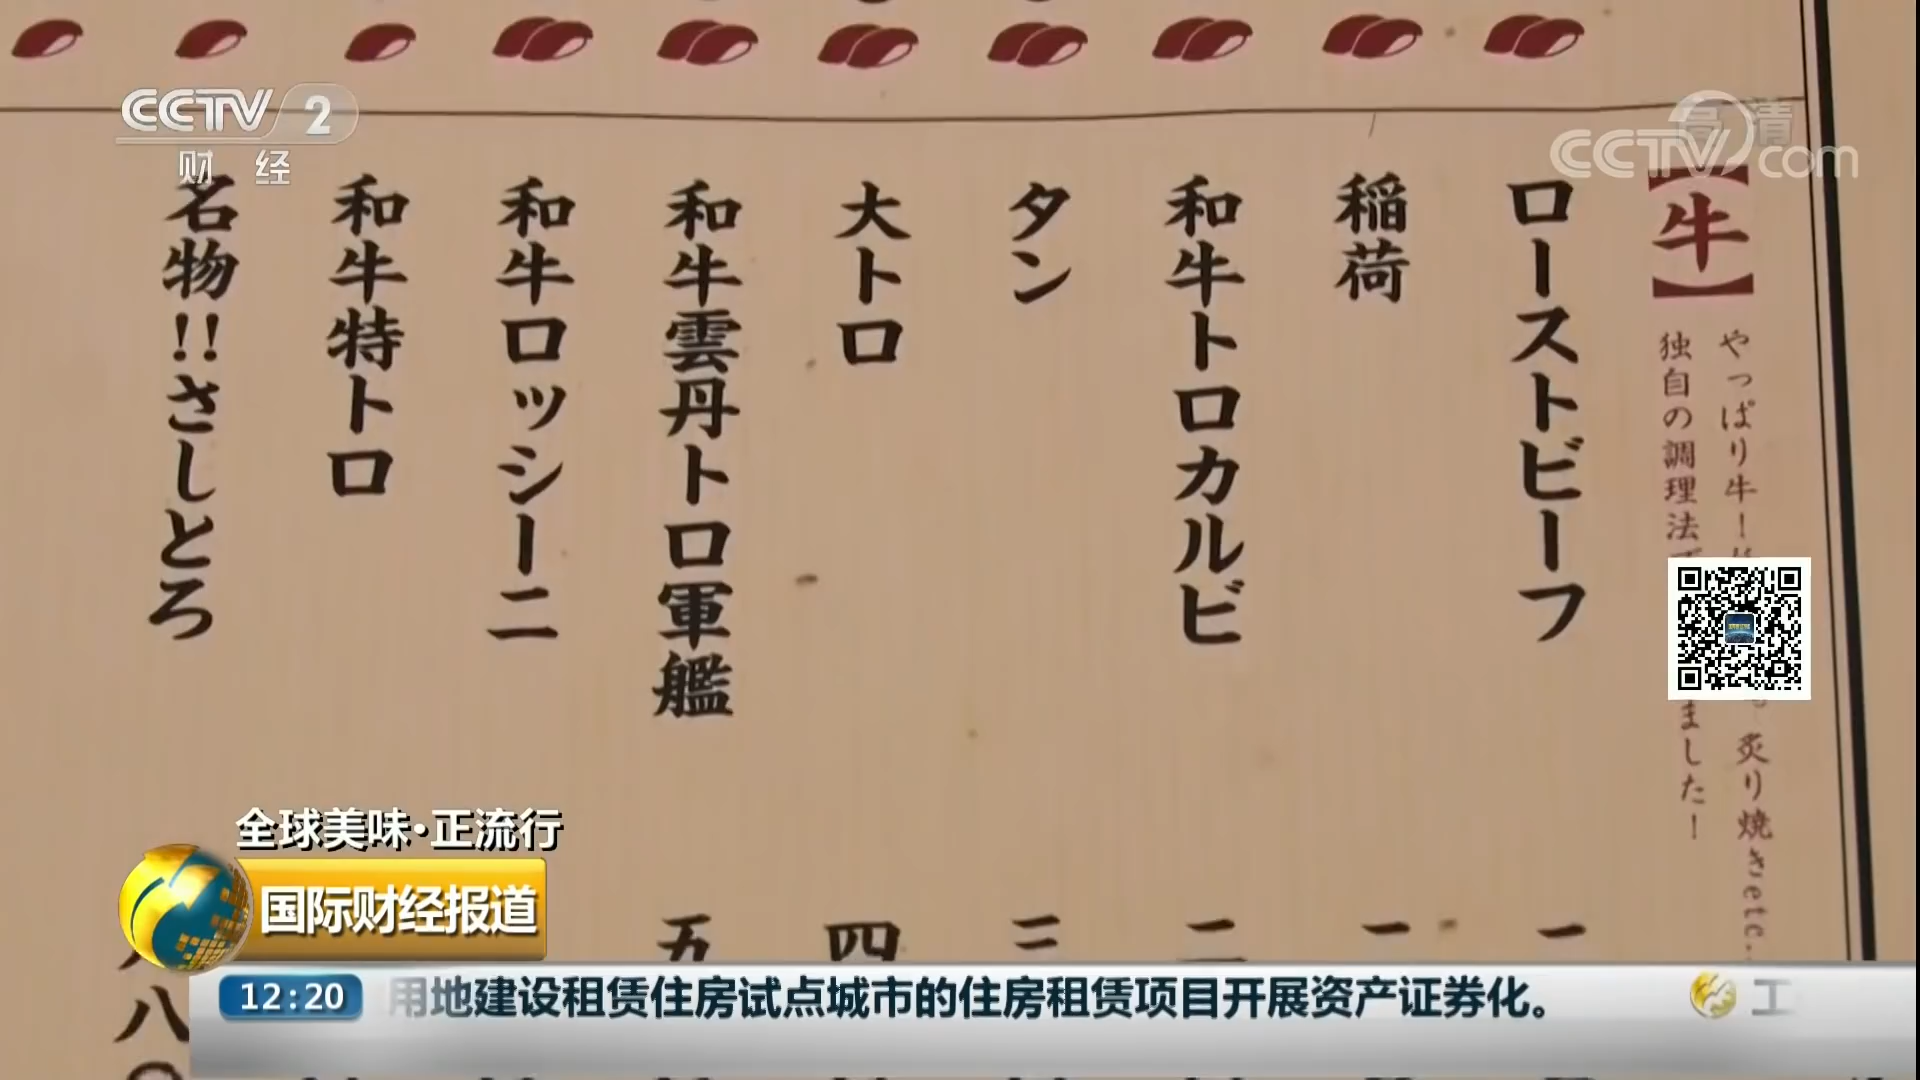 CCTV 2
财 经
高清
CCTV com
【牛】
やっぱり牛！
炙り焼きetc.
独自の調理法
ました！
ローストビーフ
一
稲荷
一
和牛トロカルビ
二
タン
三
大トロ
四
和牛雲丹トロ軍艦
五
和牛ロッシーニ
和牛特トロ
名物!!さしとろ
八
全球美味·正流行
国际财经报道
12:20
用地建设租赁住房试点城市的住房租赁项目开展资产证券化。
工